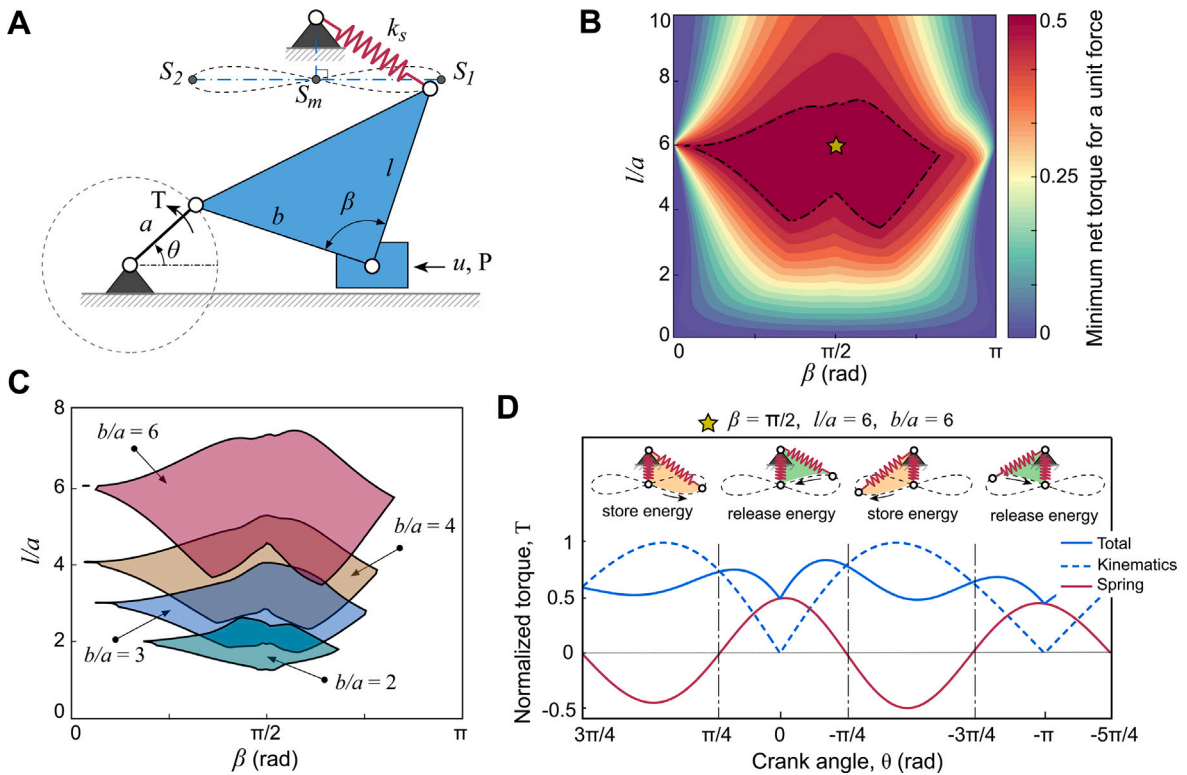 A
k_s
S_2
S_m
S_1
T
a
θ
b
β
l
u, P
B
10
8
6
4
2
0
l/a
0
π/2
π
β (rad)
0.5
0.25
0
Minimum net torque for a unit force
C
8
6
4
2
0
l/a
b/a = 6
b/a = 4
b/a = 3
b/a = 2
0
π/2
π
β (rad)
D
β = π/2, l/a = 6, b/a = 6
store energy
release energy
store energy
release energy
Total
Kinematics
Spring
1
0.5
0
-0.5
Normalized torque, T
3π/4
π/4
0
-π/4
-3π/4
-π
-5π/4
Crank angle, θ (rad)